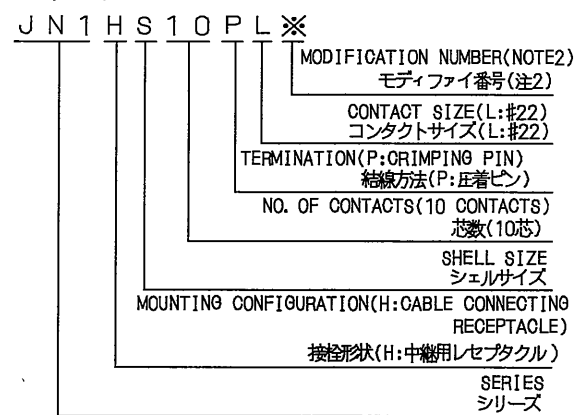 JN1HS10PL※
MODIFICATION NUMBER(NOTE2)
モディファイ番号(注2)
CONTACT SIZE(L:#22)
コンタクトサイズ(L:#22)
TERMINATION(P:CRIMPING PIN)
結線方法(P:圧着ピン)
NO. OF CONTACTS(10 CONTACTS)
芯数(10芯)
SHELL SIZE
シェルサイズ
MOUNTING CONFIGURATION(H:CABLE CONNECTING
RECEPTACLE)
接栓形状(H:中継用レセプタクル)
SERIES
シリーズ